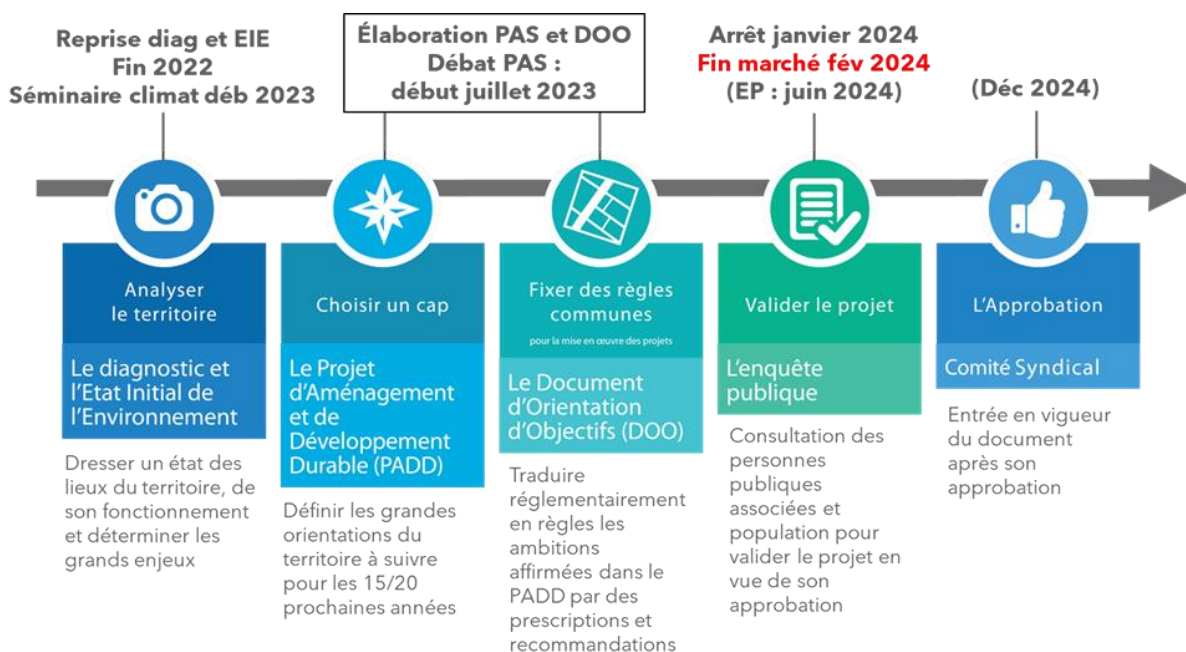 Reprise diag et EIE
Fin 2022
Séminaire climat déb 2023
Élaboration PAS et DOO
Débat PAS :
début juillet 2023
Arrêt janvier 2024
Fin marché fév 2024
(EP : juin 2024)
(Déc 2024)
Analyser
le territoire
Le diagnostic et
l'Etat Initial de
l'Environnement
Dresser un état des
lieux du territoire, de
son fonctionnement
et déterminer les
grands enjeux
Choisir un cap
Le Projet
d'Aménagement
et de
Développement
Durable (PADD)
Définir les grandes
orientations du
territoire à suivre
pour les 15/20
prochaines années
Fixer des règles
communes
pour la mise en œuvre des projets
Le Document
d'Orientation
d'Objectifs (DOO)
Traduire
réglementairement
en règles les
ambitions
affirmées dans le
PADD par des
prescriptions et
recommandations
Valider le projet
L'enquête
publique
Consultation des
personnes
publiques
associées et
population pour
valider le projet en
vue de son
approbation
L'Approbation
Comité Syndical
Entrée en vigueur
du document
après son
approbation